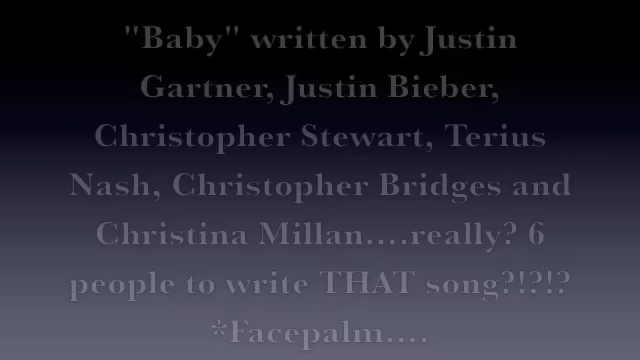 "Baby" written by Justin
Gartner, Justin Bieber,
Christopher Stewart, Terius
Nash, Christopher Bridges and
Christina Millan....really? 6
people to write THAT song?!?!?
*Facepalm....